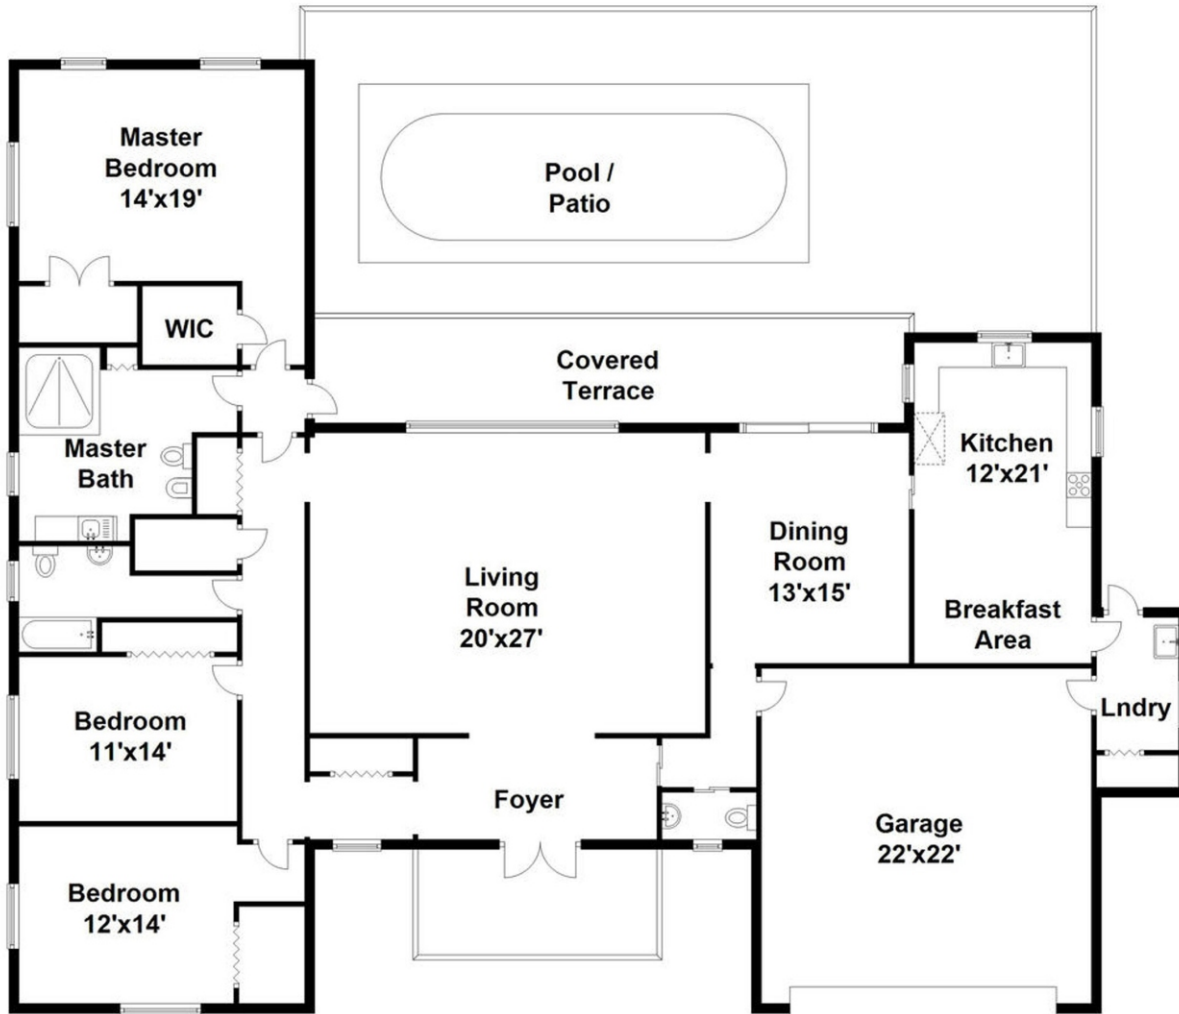 Master
Bedroom
14'x19'
Pool /
Patio
WIC
Covered
Terrace
Master
Bath
Kitchen
12'x21'
Living
Room
20'x27'
Dining
Room
13'x15'
Breakfast
Area
Bedroom
11'x14'
Lndry
Foyer
Garage
22'x22'
Bedroom
12'x14'